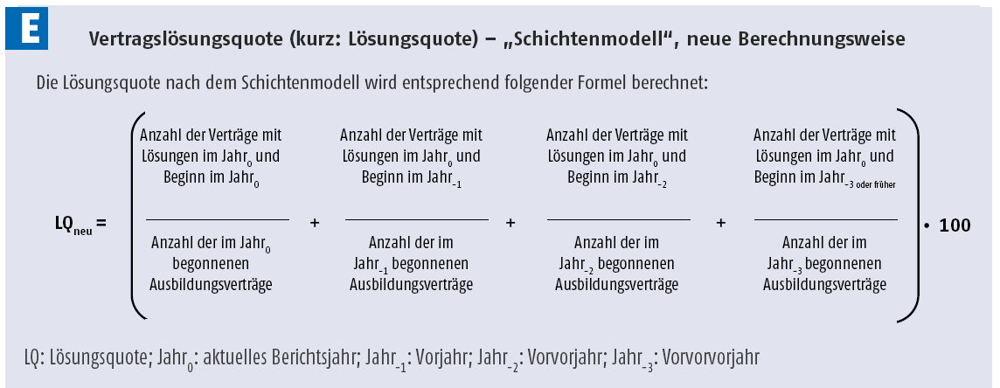 E
Vertragslösungsquote (kurz: Lösungsquote) – „Schichtenmodell“, neue Berechnungsweise
Die Lösungsquote nach dem Schichtenmodell wird entsprechend folgender Formel berechnet:
LQneu =
(
Anzahl der Verträge mit
Lösungen im Jahr0 und
Beginn im Jahr0
Anzahl der im Jahr0
begonnenen
Ausbildungsverträge
+
Anzahl der Verträge mit
Lösungen im Jahr0 und
Beginn im Jahr–1
Anzahl der im
Jahr–1 begonnenen
Ausbildungsverträge
+
Anzahl der Verträge mit
Lösungen im Jahr0 und
Beginn im Jahr–2
Anzahl der im
Jahr–2 begonnenen
Ausbildungsverträge
+
Anzahl der Verträge mit
Lösungen im Jahr0 und
Beginn im Jahr–3 oder früher
Anzahl der im
Jahr–3 begonnenen
Ausbildungsverträge
)
• 100
LQ: Lösungsquote; Jahr0: aktuelles Berichtsjahr; Jahr–1: Vorjahr; Jahr–2: Vorvorjahr; Jahr–3: Vorvorvorjahr